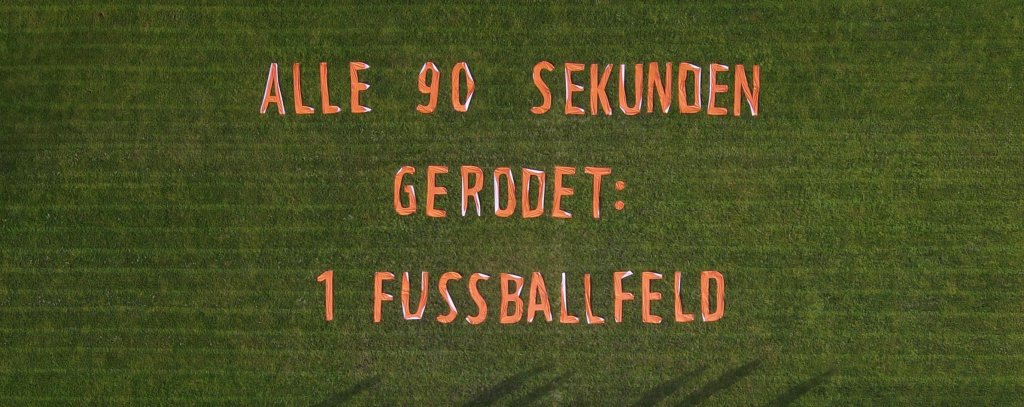 ALLE 90 SEKUNDEN
GERODET:
1 FUSSBALLFELD